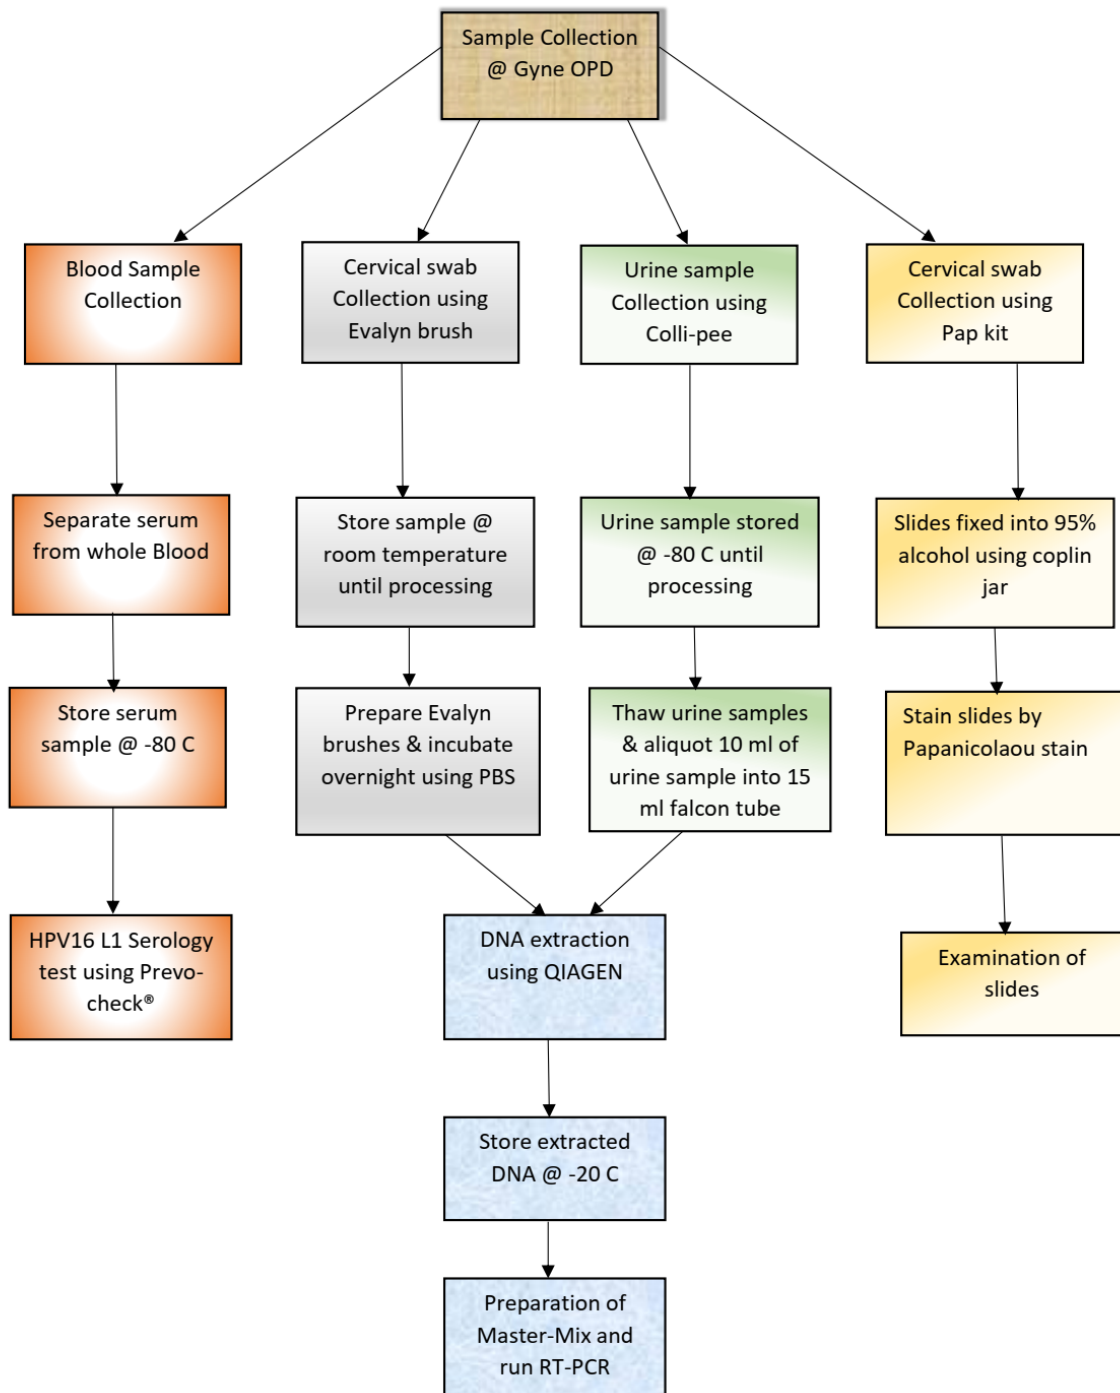 Sample Collection
@ Gyne OPD
Blood Sample
Collection
Cervical swab
Collection using
Evalyn brush
Urine sample
Collection using
Colli-pee
Cervical swab
Collection using
Pap kit
Separate serum
from whole Blood
Store sample @
room temperature
until processing
Urine sample stored
@ -80 C until
processing
Slides fixed into 95%
alcohol using coplin
jar
Store serum
sample @ -80 C
Prepare Evalyn
brushes & incubate
overnight using PBS
Thaw urine samples
& aliquot 10 ml of
urine sample into 15
ml falcon tube
Stain slides by
Papanicolaou stain
HPV16 L1 Serology
test using Prevo-
check®
DNA extraction
using QIAGEN
Examination of
slides
Store extracted
DNA @ -20 C
Preparation of
Master-Mix and
run RT-PCR